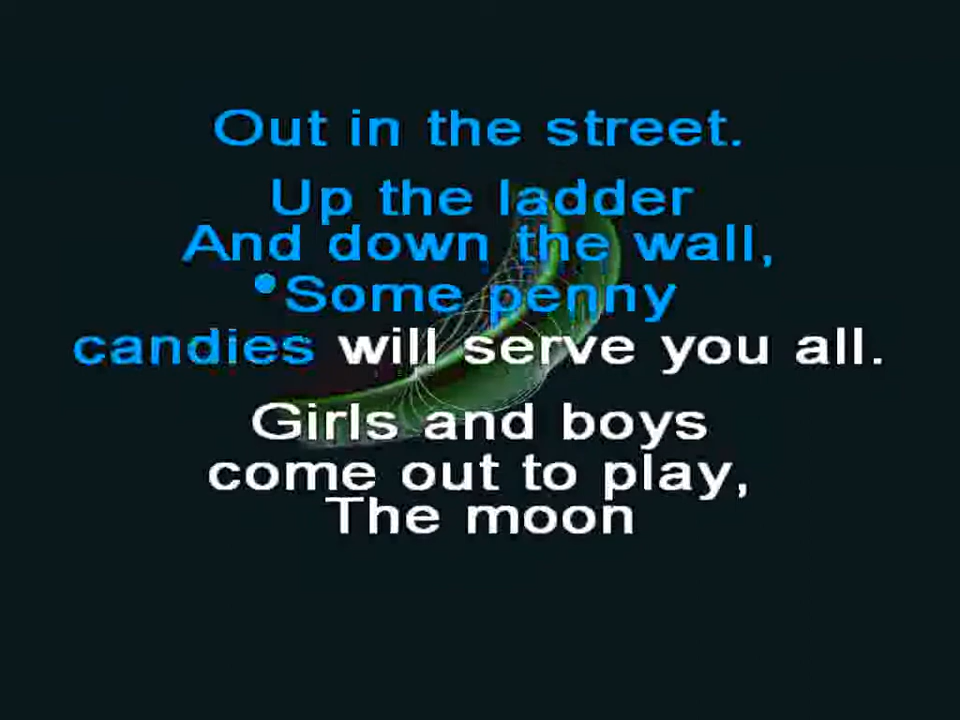 Out in the street.
Up the ladder
And down the wall,
Some penny
candies will serve you all.
Girls and boys
come out to play,
The moon